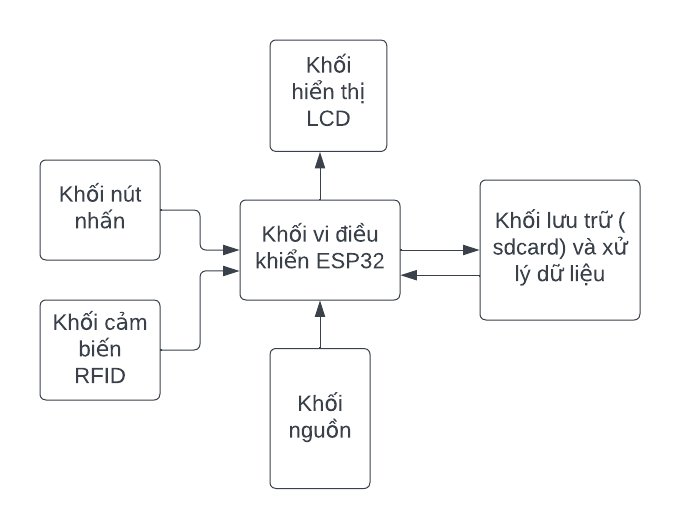 Khối
hiển thị
LCD
Khối nút
nhấn
Khối vi điều
khiển ESP32
Khối lưu trữ (
sdcard) và xử
lý dữ liệu
Khối cảm
biến
RFID
Khối
nguồn